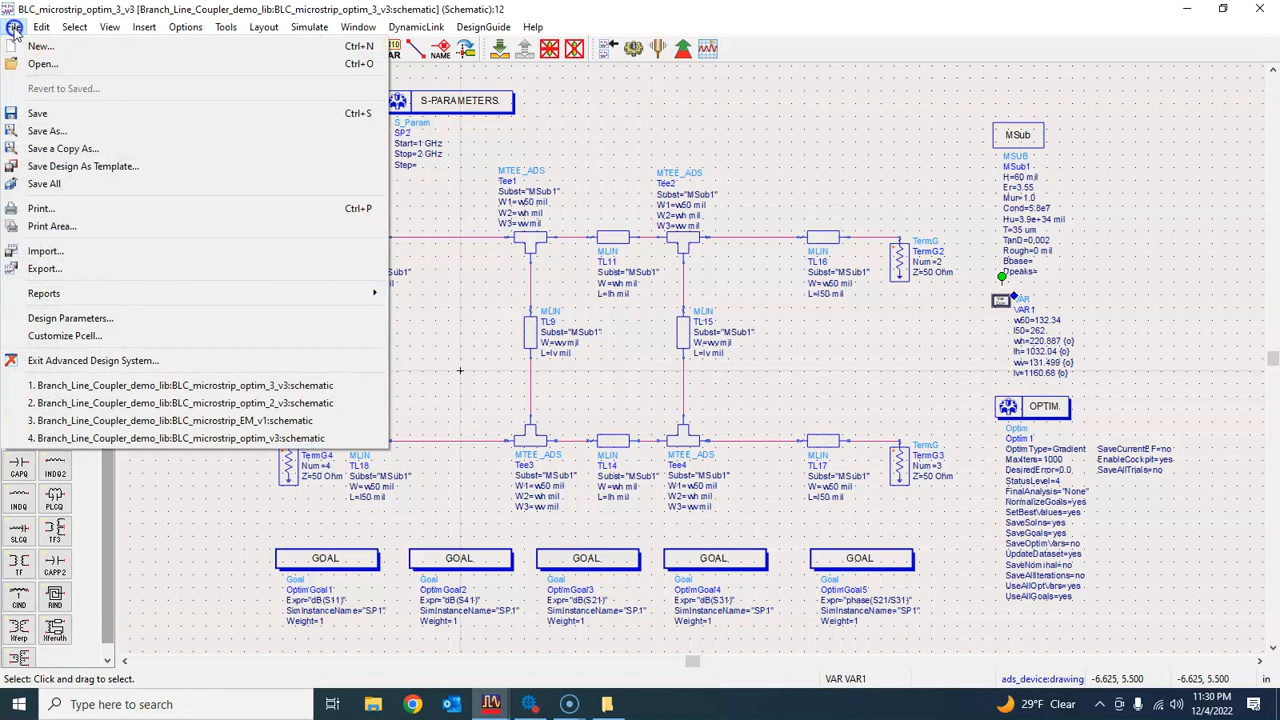 BLC_microstrip_optim_3_v3 [Branch_Line_Coupler_demo_lib:BLC_microstrip_optim_3_v3:schematic] (Schematic):12
File Edit Select View Insert Options Tools Layout Simulate Window DynamicLink DesignGuide Help
New... Ctrl+N
Open... Ctrl+O
Revert to Saved...
Save Ctrl+S
Save As...
Save a Copy As...
Save Design As Template...
Save All
Print... Ctrl+P
Print Area...
Import...
Export...
Reports
Design Parameters...
Customize Pcell...
Exit Advanced Design System...
1. Branch_Line_Coupler_demo_lib:BLC_microstrip_optim_3_v3:schematic
2. Branch_Line_Coupler_demo_lib:BLC_microstrip_optim_2_v3:schematic
3. Branch_Line_Coupler_demo_lib:BLC_microstrip_EM_v1:schematic
4. Branch_Line_Coupler_demo_lib:BLC_microstrip_optim_v3:schematic
NAME
S-PARAMETERS
S_Param
SP2
Start=1 GHz
Stop=2 GHz
Step=
MTEE_ADS
Tee1
Subst="MSub1"
W1=w50 mil
W2=wh mil
W3=wv mil
MTEE_ADS
Tee2
Subst="MSub1"
W1=w50 mil
W2=wh mil
W3=wv mil
MLIN
TL11
Subst="MSub1"
W=wh mil
L=lh mil
MLIN
TL16
Subst="MSub1"
W=w50 mil
L=l50 mil
TermG
TermG2
Num=2
Z=50 Ohm
MLIN
TL9
Subst="MSub1"
W=wv mil
L=lv mil
MLIN
TL15
Subst="MSub1"
W=wv mil
L=lv mil
MSub
MSUB
MSub1
H=60 mil
Er=3.55
Mur=1.0
Cond=5.8e7
Hu=3.9e+34 mil
T=35 um
TanD=0.002
Rough=0 mil
Bbase=
Dpeaks=
VAR
VAR1
w50=132.34
l50=262.
wh=220.887 {o}
lh=1032.04 {o}
wv=131.499 {o}
lv=1160.68 {o}
OPTIM
Optim
Optim1
OptimType=Gradient
MaxIters=1000
DesiredError=0.0
StatusLevel=4
FinalAnalysis="None"
NormalizeGoals=yes
SetBestValues=yes
SaveSolns=yes
SaveGoals=yes
SaveOptimVars=no
UpdateDataset=yes
SaveNominal=no
SaveAllIterations=no
UseAllOptVars=yes
UseAllGoals=yes
SaveCurrentEF=no
EnableCockpit=yes
SaveAllTrials=no
TermG4
Num=4
Z=50 Ohm
MLIN
TL18
Subst="MSub1"
W=w50 mil
L=l50 mil
MTEE_ADS
Tee3
Subst="MSub1"
W1=w50 mil
W2=wh mil
W3=wv mil
MLIN
TL14
Subst="MSub1"
W=wh mil
L=lh mil
MTEE_ADS
Tee4
Subst="MSub1"
W1=w50 mil
W2=wh mil
W3=wv mil
MLIN
TL17
Subst="MSub1"
W=w50 mil
L=l50 mil
TermG
TermG3
Num=3
Z=50 Ohm
GOAL
Goal
OptimGoal1
Expr="dB(S11)"
SimInstanceName="SP1"
Weight=1
GOAL
Goal
OptimGoal2
Expr="dB(S41)"
SimInstanceName="SP1"
Weight=1
GOAL
Goal
OptimGoal3
Expr="dB(S21)"
SimInstanceName="SP1"
Weight=1
GOAL
Goal
OptimGoal4
Expr="dB(S31)"
SimInstanceName="SP1"
Weight=1
GOAL
Goal
OptimGoal5
Expr="phase(S21/S31)"
SimInstanceName="SP1"
Weight=1
CAPQ INDQ2
INDQ PLCQ
SLCQ TF3
TF CAPP2
CIND RIND
Select: Click and drag to select. VAR VAR1 ads_device:drawing -6.625, 5.500 -6.625, 5.500 in
Type here to search
29°F Clear
1:30 PM
12/4/2022